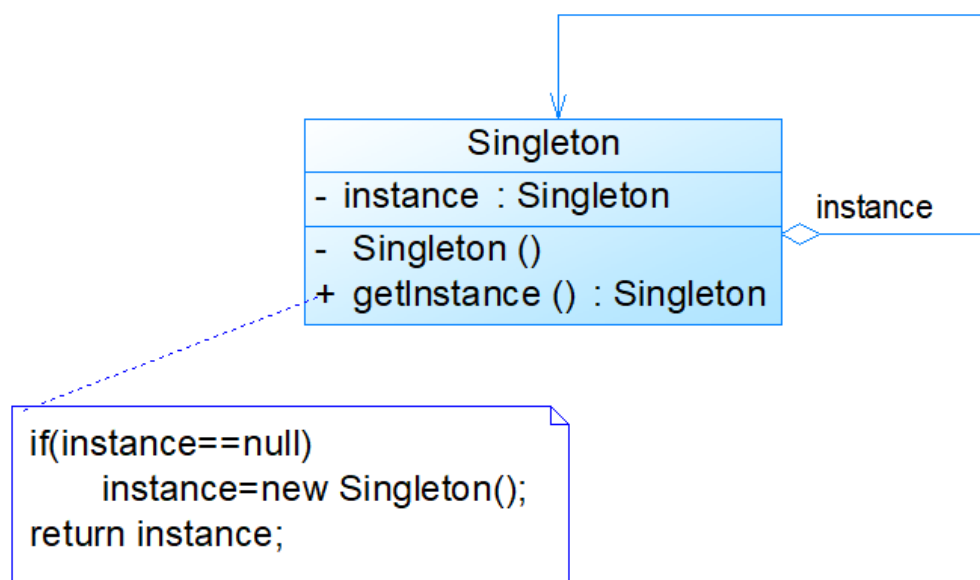 Singleton
- instance : Singleton
instance
- Singleton ()
+ getInstance () : Singleton
if(instance==null)
instance=new Singleton();
return instance;